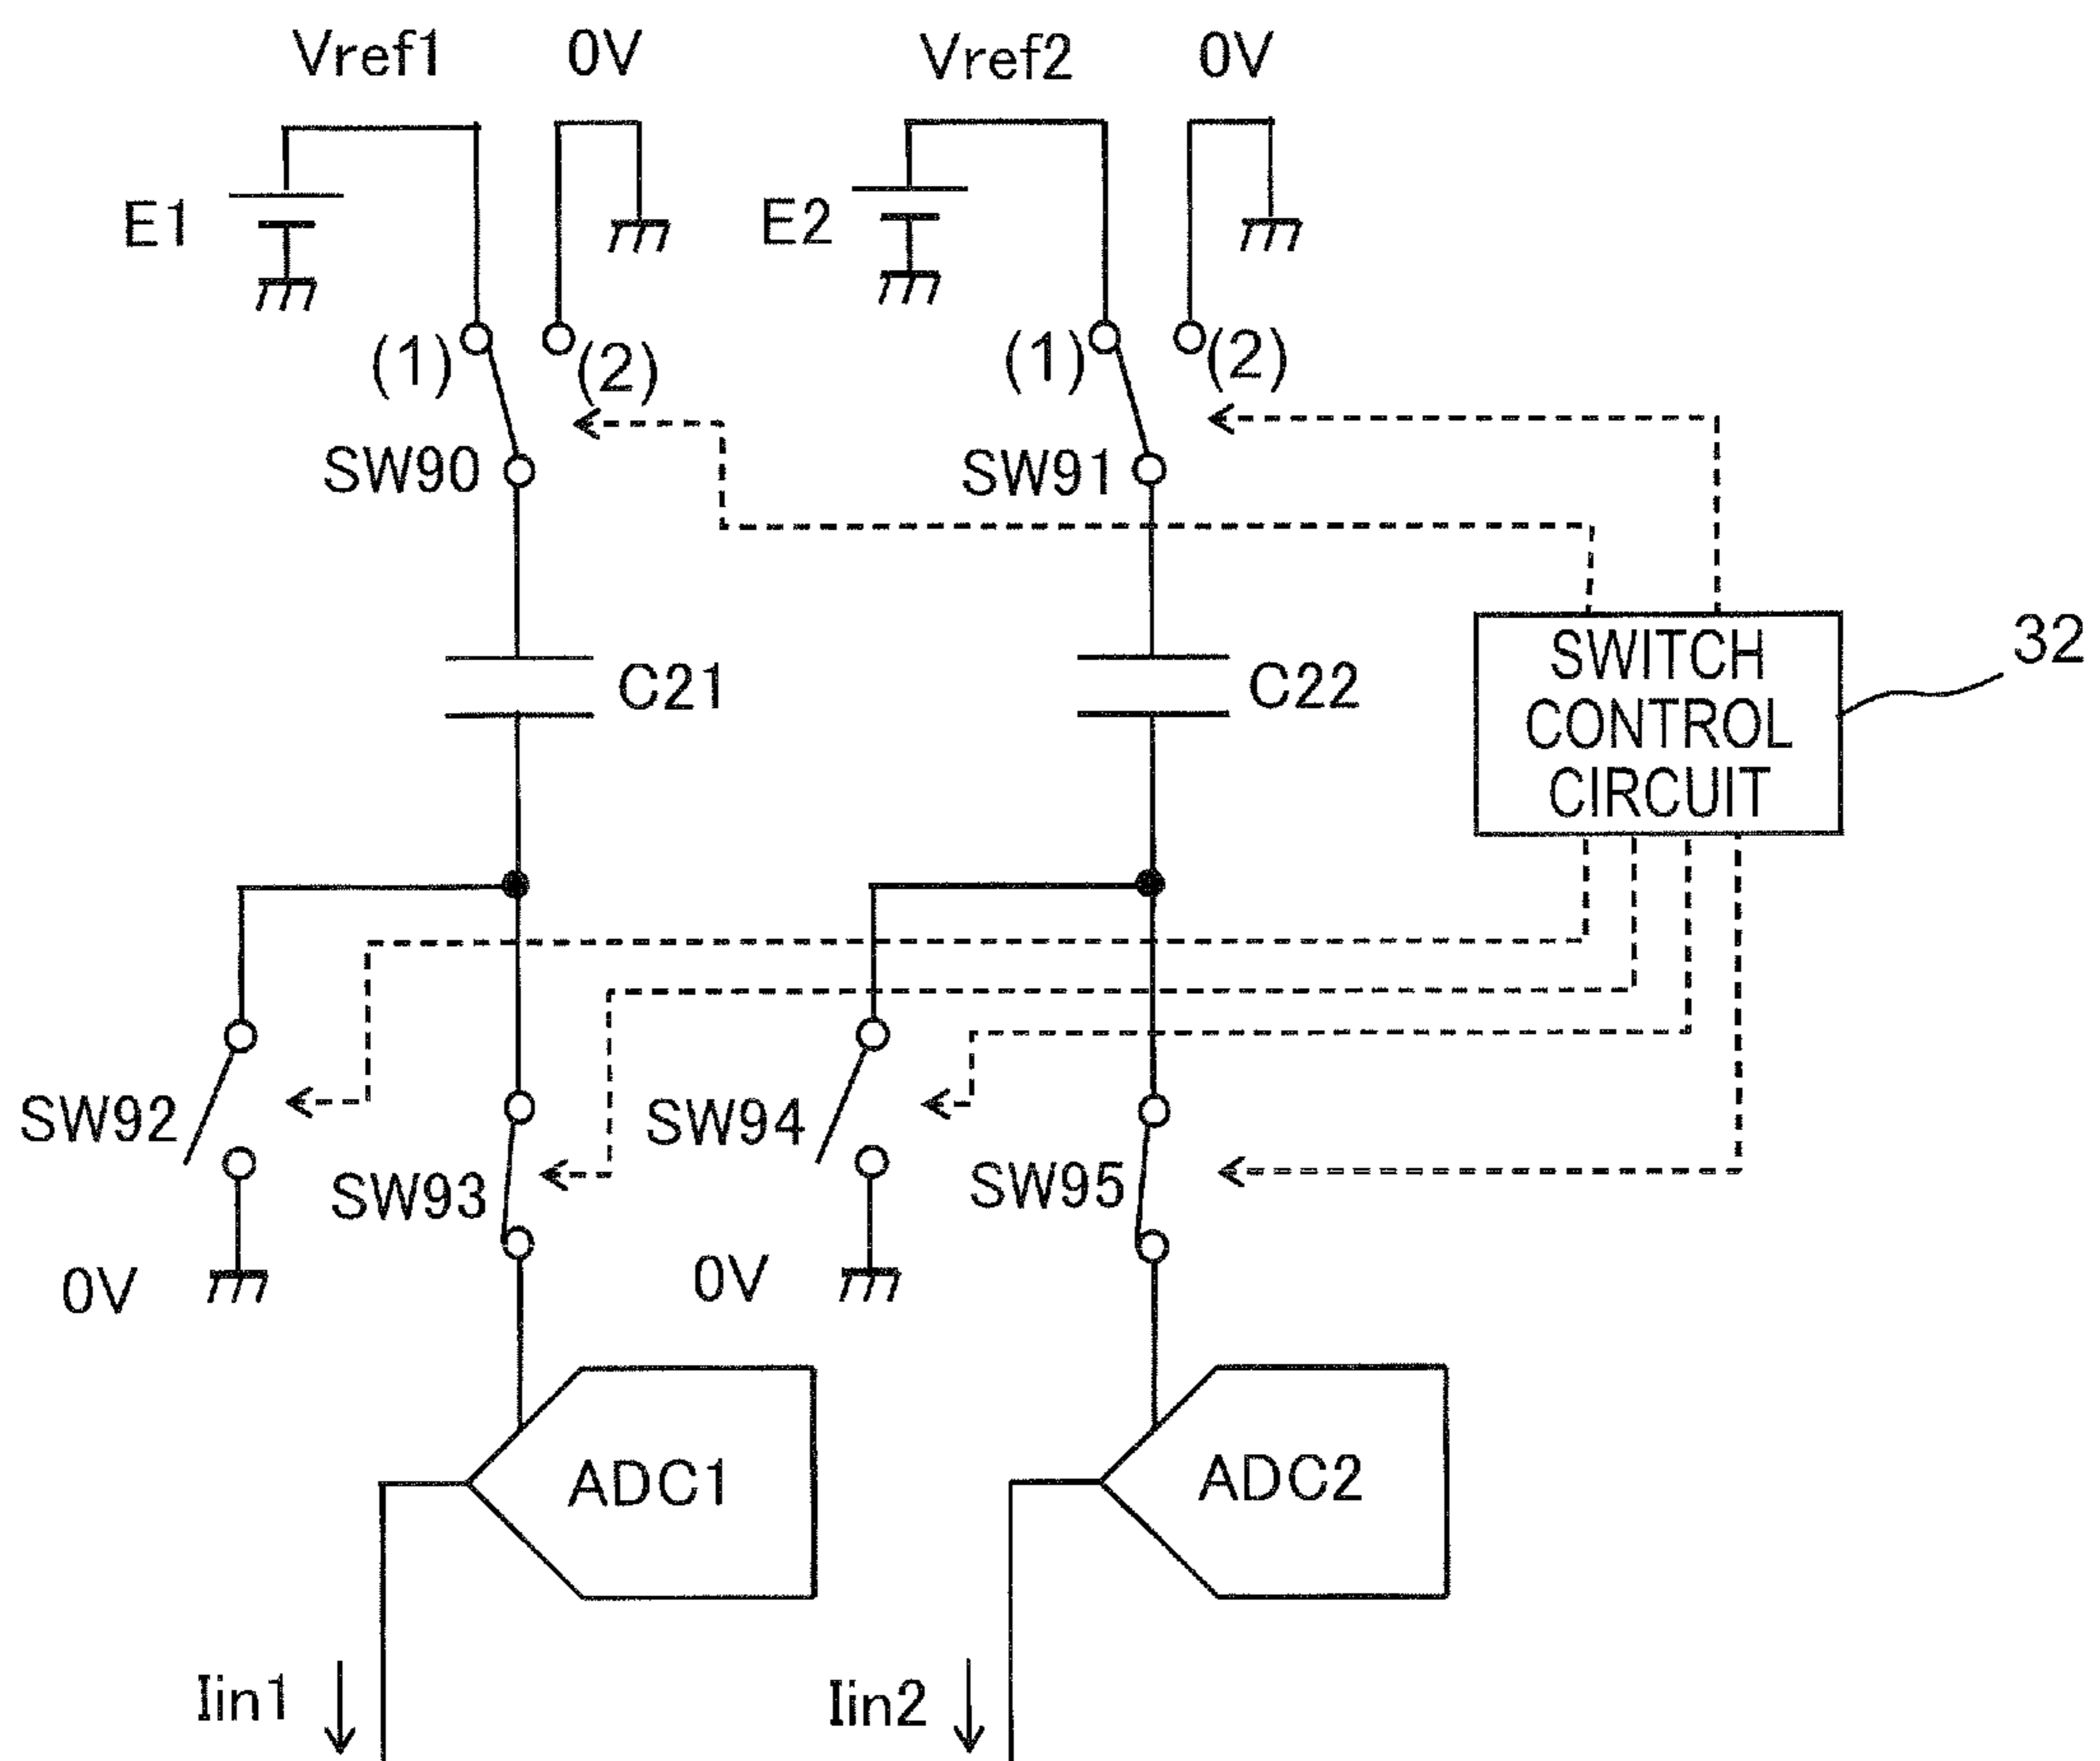 Vref1 0V Vref2 0V
E1 E2
(1) (2) (1) (2)
SW90 SW91
C21 C22
SWITCH
CONTROL
CIRCUIT
32
SW92 SW93 SW94 SW95
0V 0V
ADC1 ADC2
Iin1 Iin2